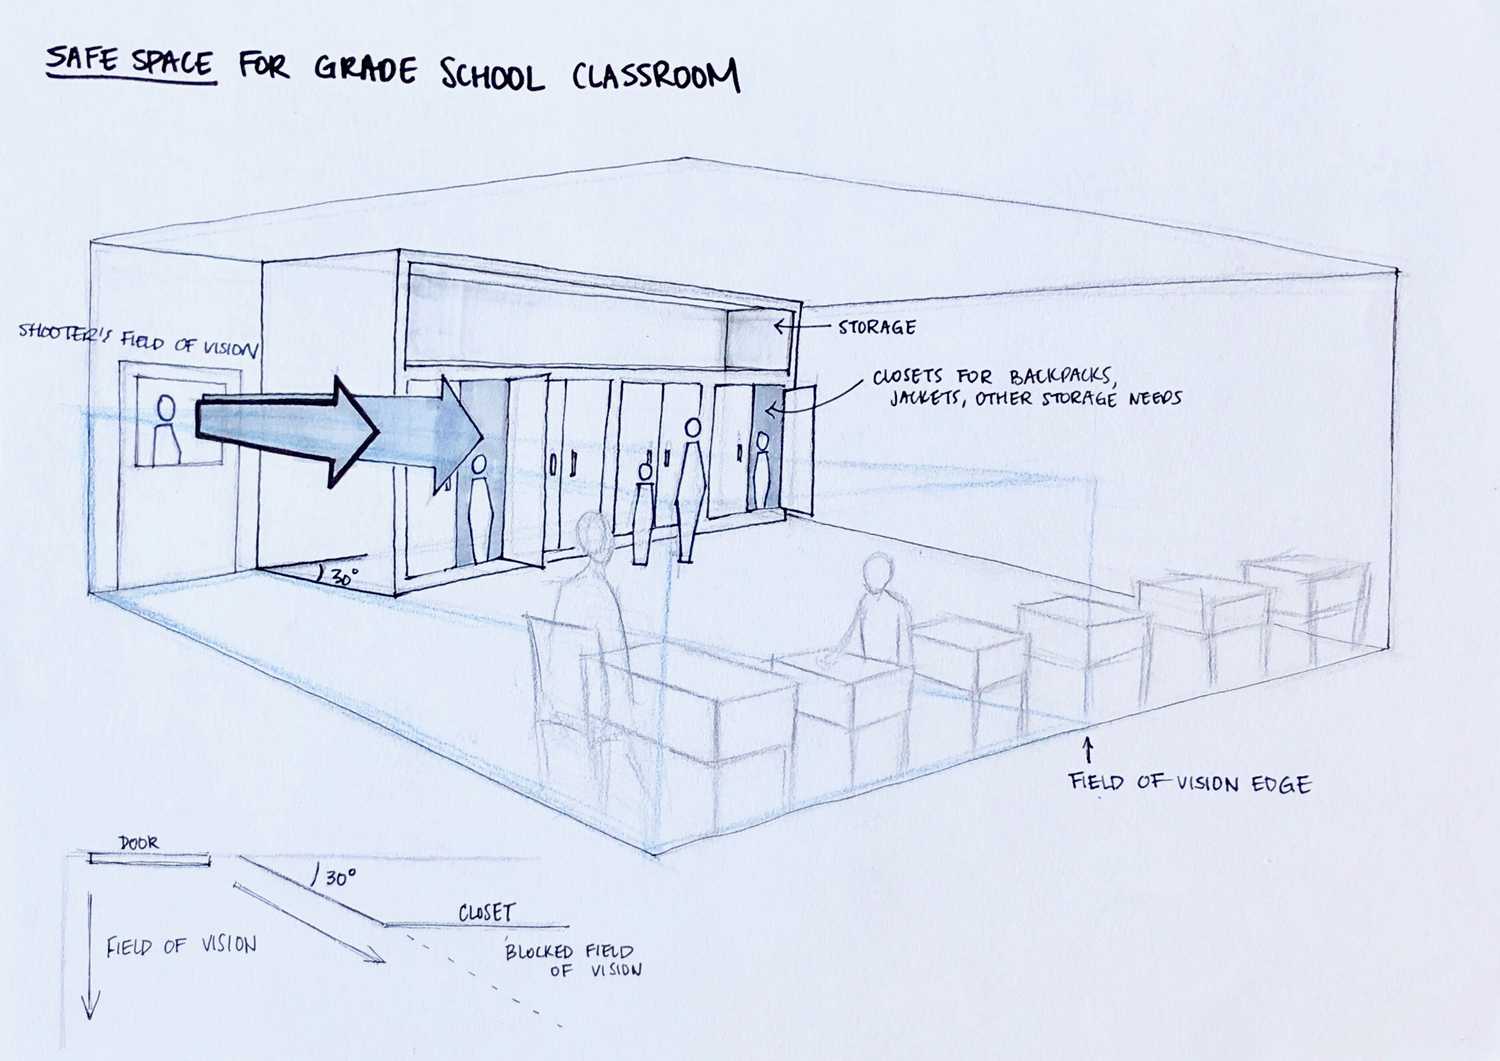 SAFE SPACE FOR GRADE SCHOOL CLASSROOM
SHOOTER'S FIELD OF VISION
STORAGE
CLOSETS FOR BACKPACKS,
JACKETS, OTHER STORAGE NEEDS
30°
FIELD OF VISION EDGE
DOOR
30°
CLOSET
FIELD OF VISION
BLOCKED FIELD
OF VISION